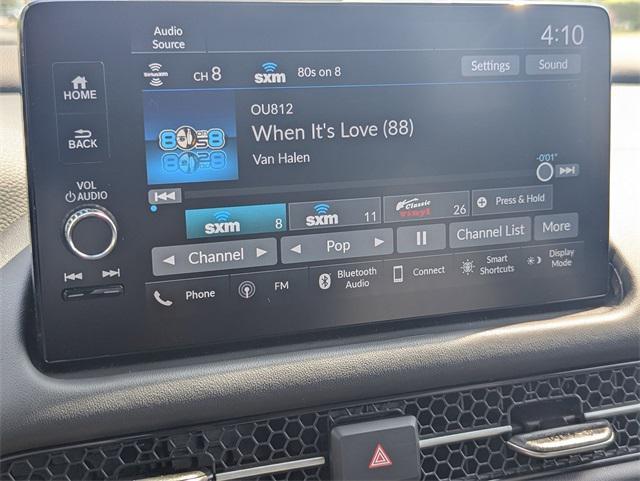 Audio
Source
4:10
SiriusXM
CH 8
sxm
80s on 8
Settings
Sound
HOME
BACK
VOL
AUDIO
OU812
When It's Love (88)
Van Halen
-0'01"
sxm 8
sxm 11
Classic
Vinyl 26
Press & Hold
Channel
Pop
Channel List
More
Phone
FM
Bluetooth
Audio
Connect
Smart
Shortcuts
Display
Mode